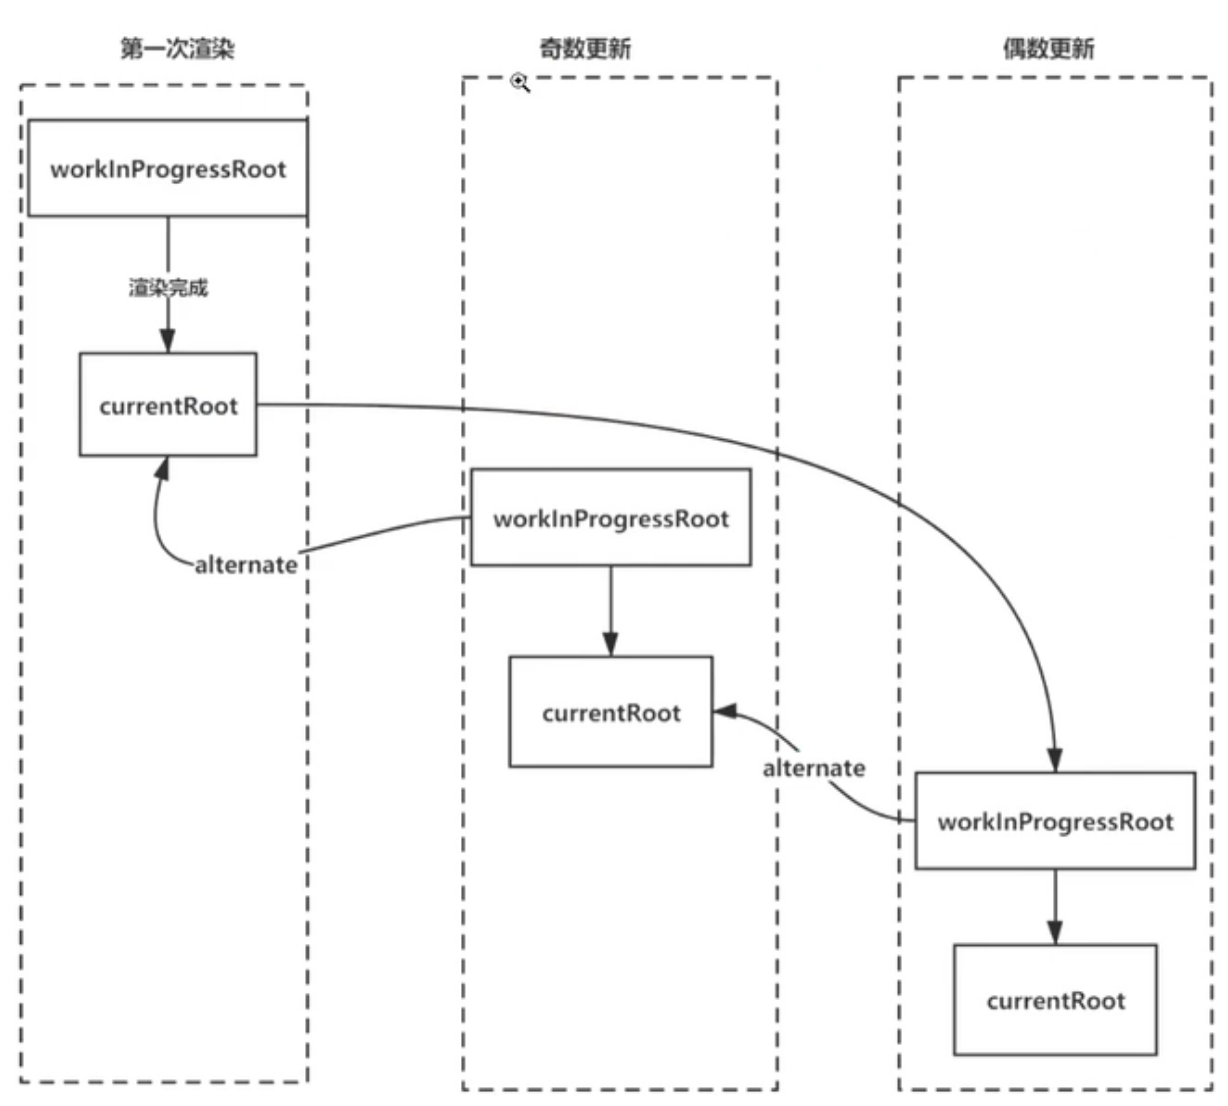 第一次渲染
奇数更新
偶数更新
workInProgressRoot
渲染完成
currentRoot
workInProgressRoot
alternate
currentRoot
alternate
workInProgressRoot
currentRoot